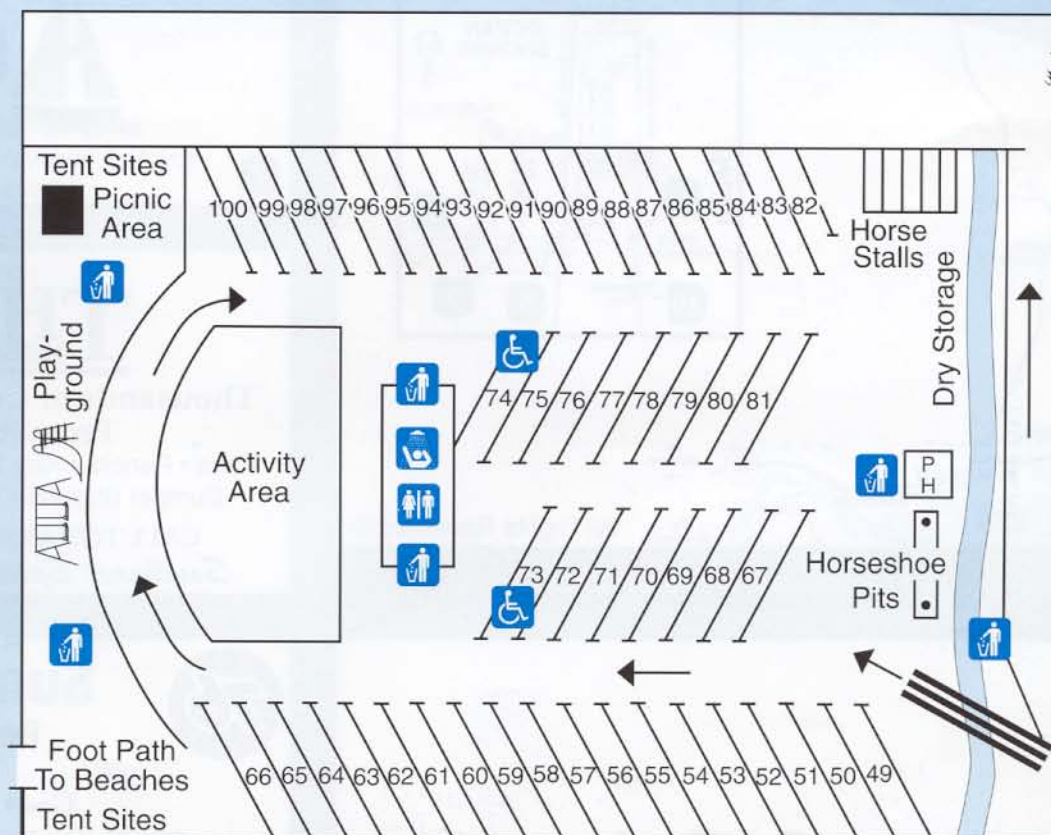 Tent Sites
Picnic
Area
100 99 98 97 96 95 94 93 92 91 90 89 88 87 86 85 84 83 82
Horse
Stalls
Dry Storage
Play-
ground
74 75 76 77 78 79 80 81
Activity
Area
P
H
73 72 71 70 69 68 67
Horseshoe
Pits
Foot Path
To Beaches
66 65 64 63 62 61 60 59 58 57 56 55 54 53 52 51 50 49
Tent Sites